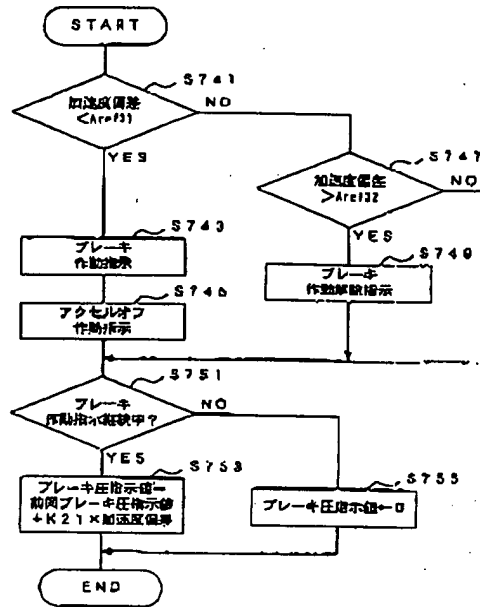 START
S741
加速度偏差
<Aref31
NO
YES
S747
加速度偏差
>Aref32
NO
YES
S743
ブレーキ
作動指示
S749
ブレーキ
作動解除指示
S745
アクセルオフ
作動指示
S751
ブレーキ
作動指示継続中?
NO
YES
S753
ブレーキ圧指示値←
前回ブレーキ圧指示値
+K21×加速度偏差
S755
ブレーキ圧指示値←0
END